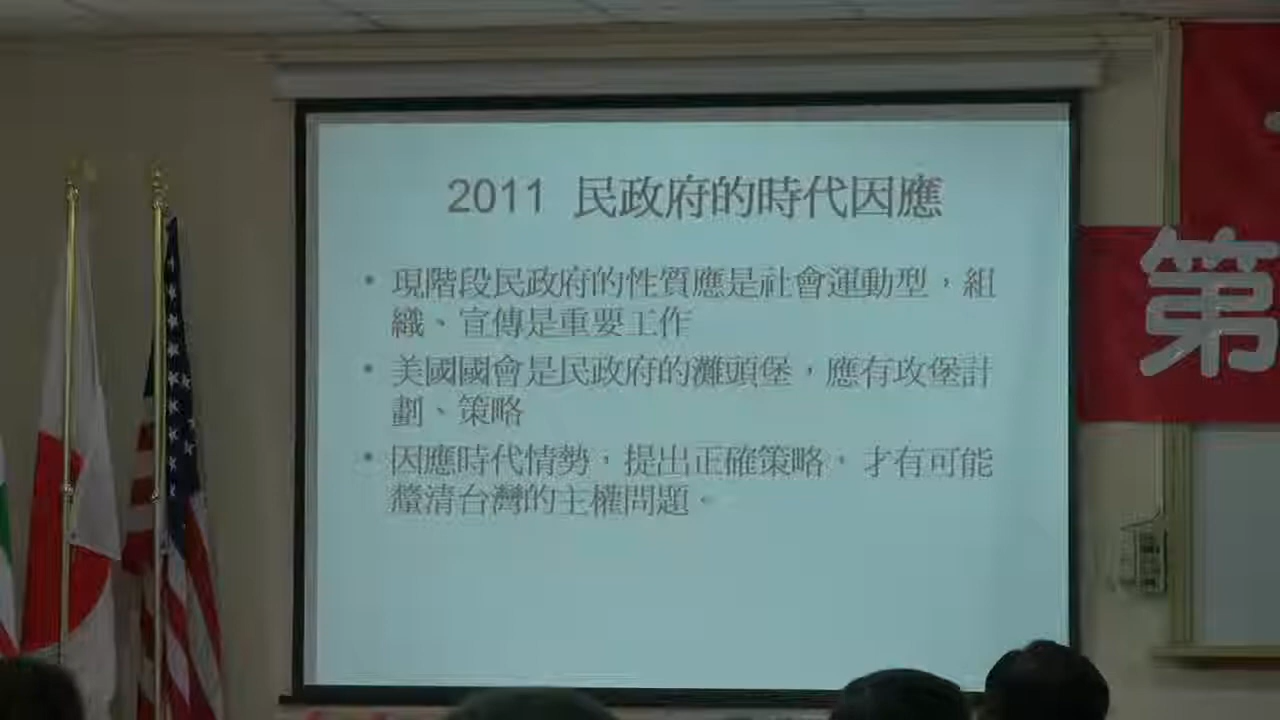 2011 民政府的時代因應
• 現階段民政府的性質應是社會運動型，組
織、宣傳是重要工作
• 美國國會是民政府的灘頭堡，應有攻堡計
劃、策略
• 因應時代情勢，提出正確策略，才有可能
釐清台灣的主權問題。
第